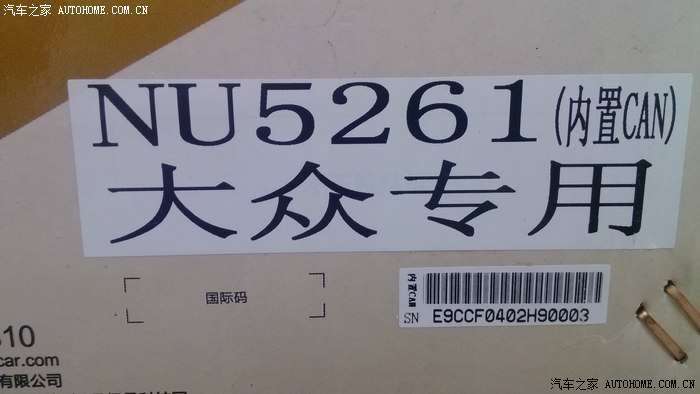 汽车之家 AUTOHOME.COM.CN
NU5261(内置CAN)
大众专用
国际码
内置CAN
SN E9CCF0402H90003
10
car.com
有限公司
汽车之家 AUTOHOME.COM.CN